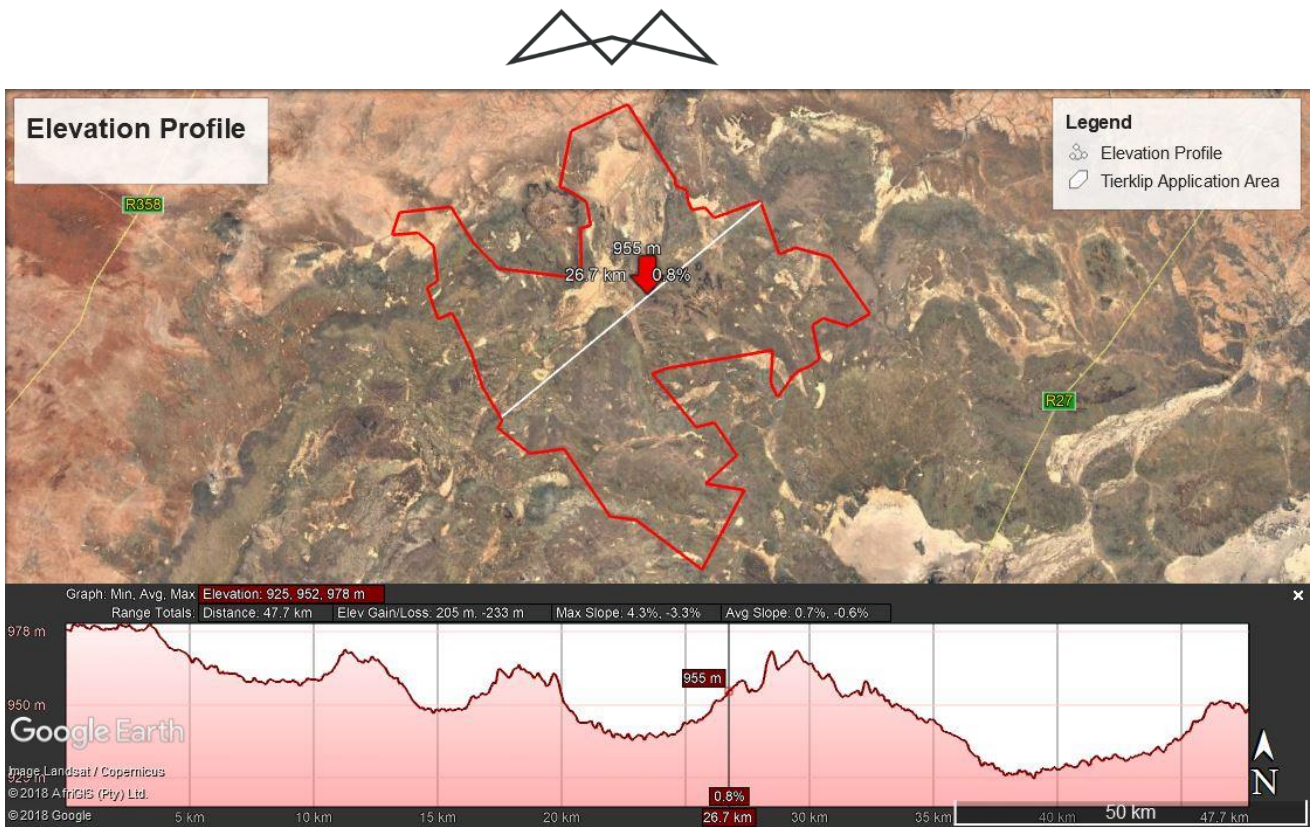 Elevation Profile
Legend
Elevation Profile
Tierklip Application Area
R358
955 m
26.7 km 0.8%
R27
Graph: Min, Avg, Max Elevation: 925, 952, 978 m
Range Totals: Distance: 47.7 km Elev Gain/Loss: 205 m, -233 m Max Slope: 4.3%, -3.3% Avg Slope: 0.7%, -0.6%
978 m
955 m
950 m
Google Earth
Image Landsat / Copernicus
© 2018 AfriGIS (Pty) Ltd.
© 2018 Google
0.8%
5 km 10 km 15 km 20 km 26.7 km 30 km 35 km 40 km 47.7 km
50 km
N